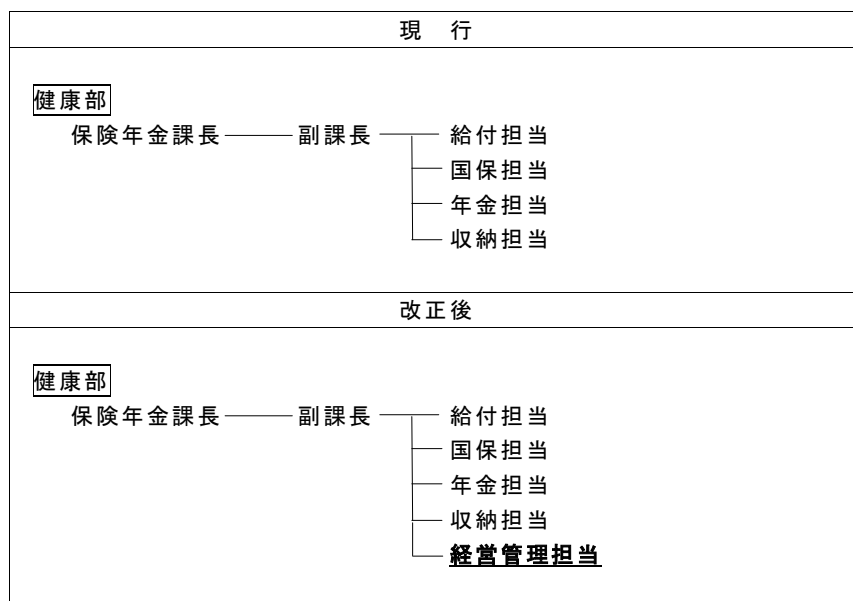 現　行
健康部
保険年金課長 副課長 給付担当
国保担当
年金担当
収納担当
改正後
健康部
保険年金課長 副課長 給付担当
国保担当
年金担当
収納担当
経営管理担当